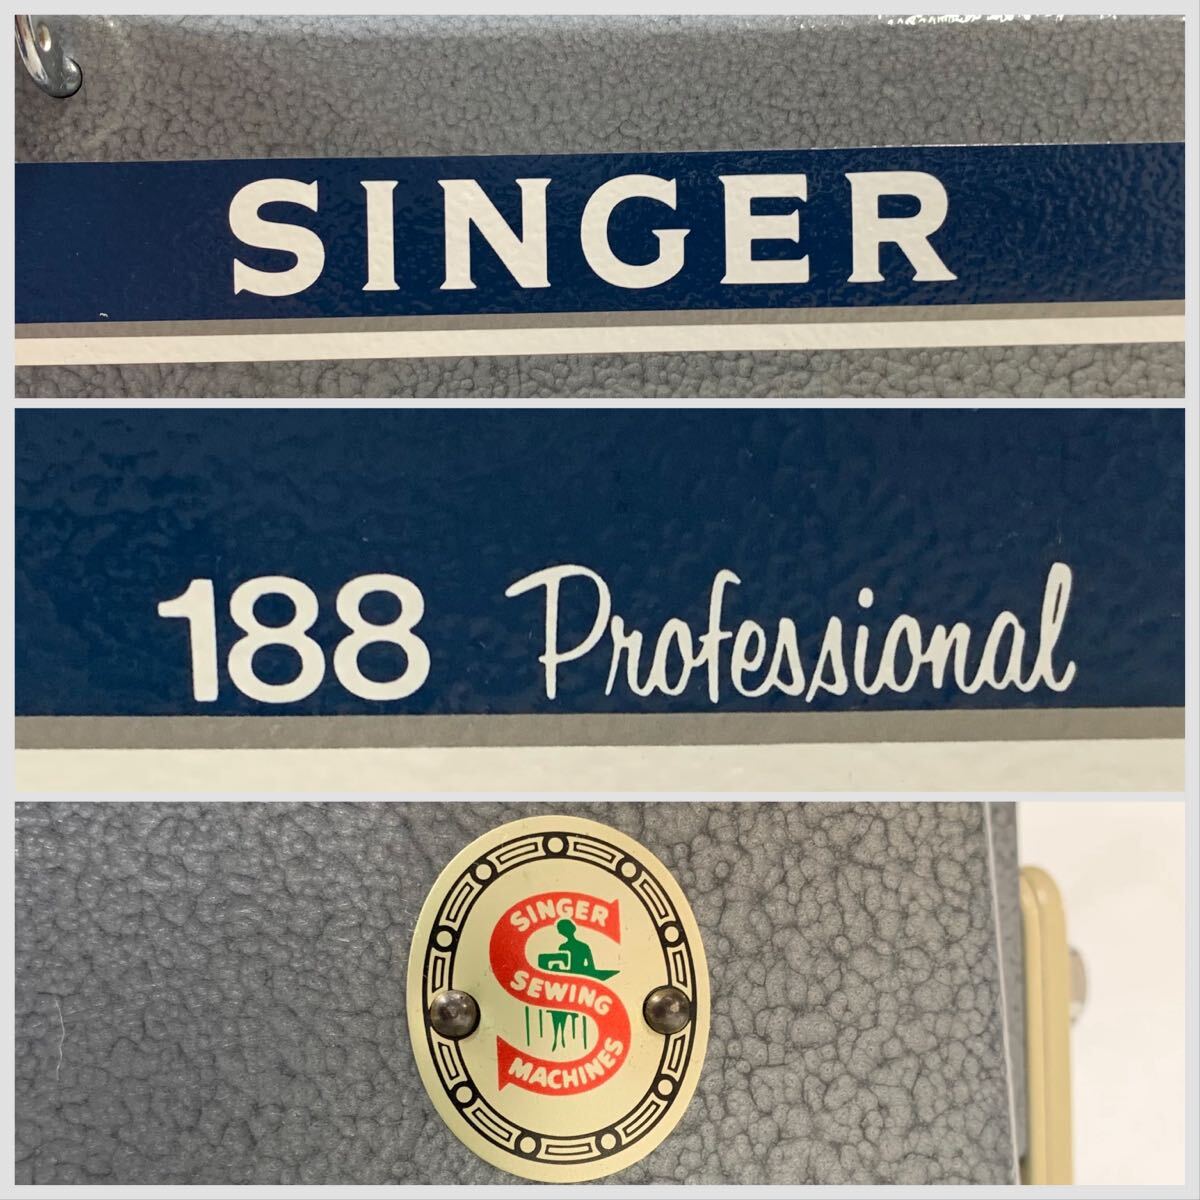 SINGER
188 Professional
SINGER
SEWING
MACHINES